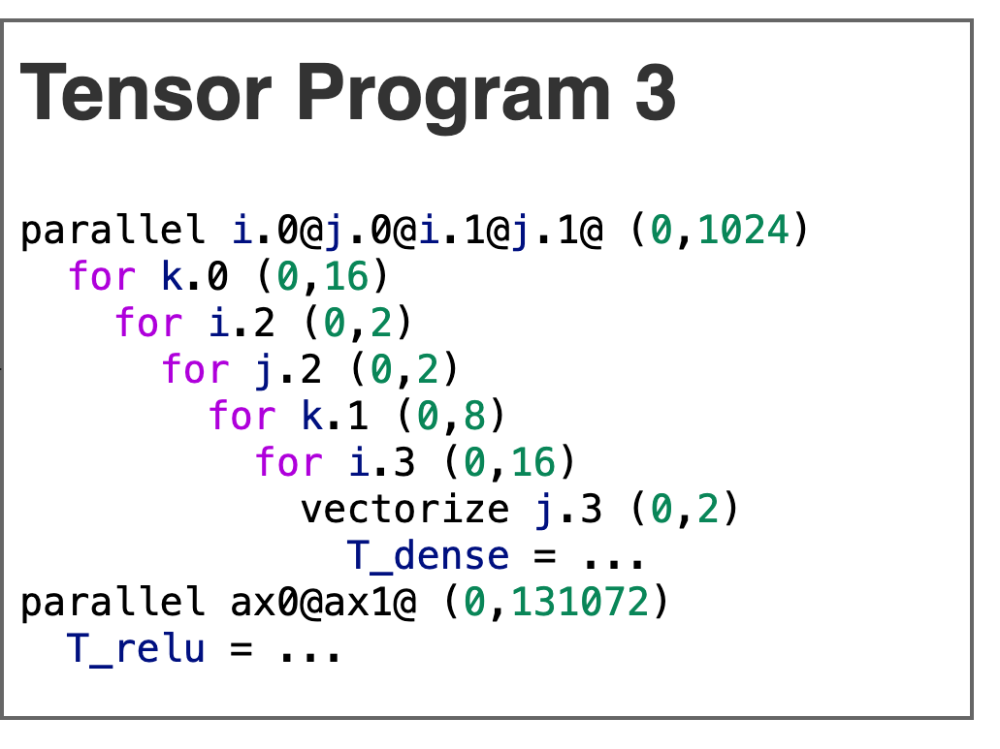 Tensor Program 3
parallel i.0@j.0@i.1@j.1@ (0,1024)
  for k.0 (0,16)
    for i.2 (0,2)
      for j.2 (0,2)
        for k.1 (0,8)
          for i.3 (0,16)
            vectorize j.3 (0,2)
              T_dense = ...
parallel ax0@ax1@ (0,131072)
  T_relu = ...